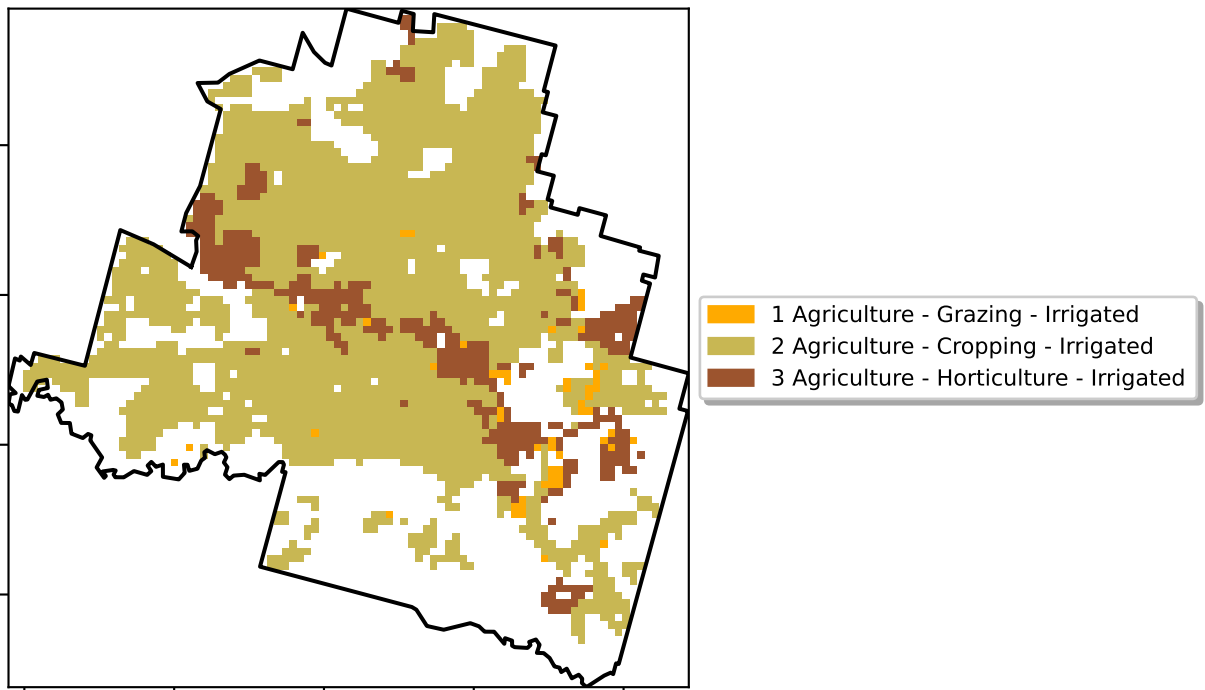 1 Agriculture - Grazing - Irrigated
2 Agriculture - Cropping - Irrigated
3 Agriculture - Horticulture - Irrigated